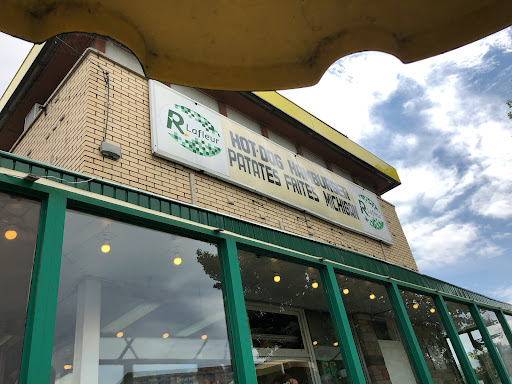 R
Lafleur
HOT-DOG HAMBURGER
PATATES FRITES MICHIGAN
R
Lafleur